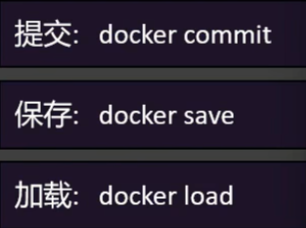 提交: docker commit
保存: docker save
加载: docker load